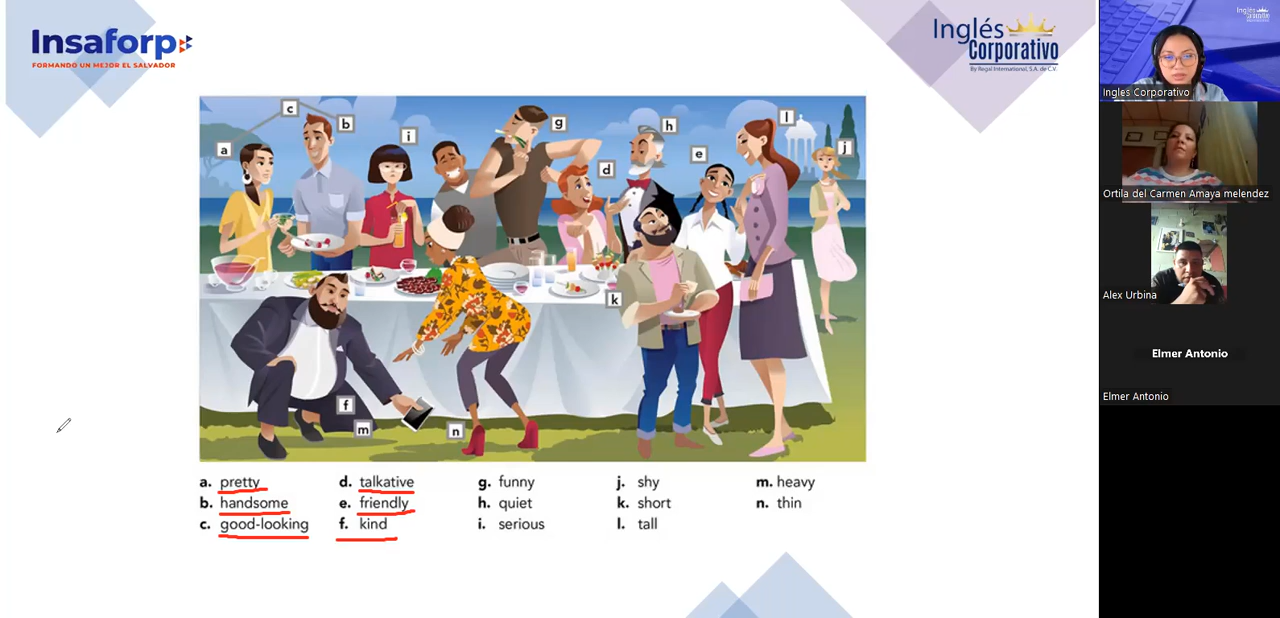 Insaforp
FORMANDO UN MEJOR EL SALVADOR
Inglés
Corporativo
By Regal International, S.A. de C.V.
c
b
a
i
g
h
l
d
e
j
k
f
m
n
a. pretty
b. handsome
c. good-looking
d. talkative
e. friendly
f. kind
g. funny
h. quiet
i. serious
j. shy
k. short
l. tall
m. heavy
n. thin
Ingles Corporativo
Ortila del Carmen Amaya melendez
Alex Urbina
Elmer Antonio
Elmer Antonio